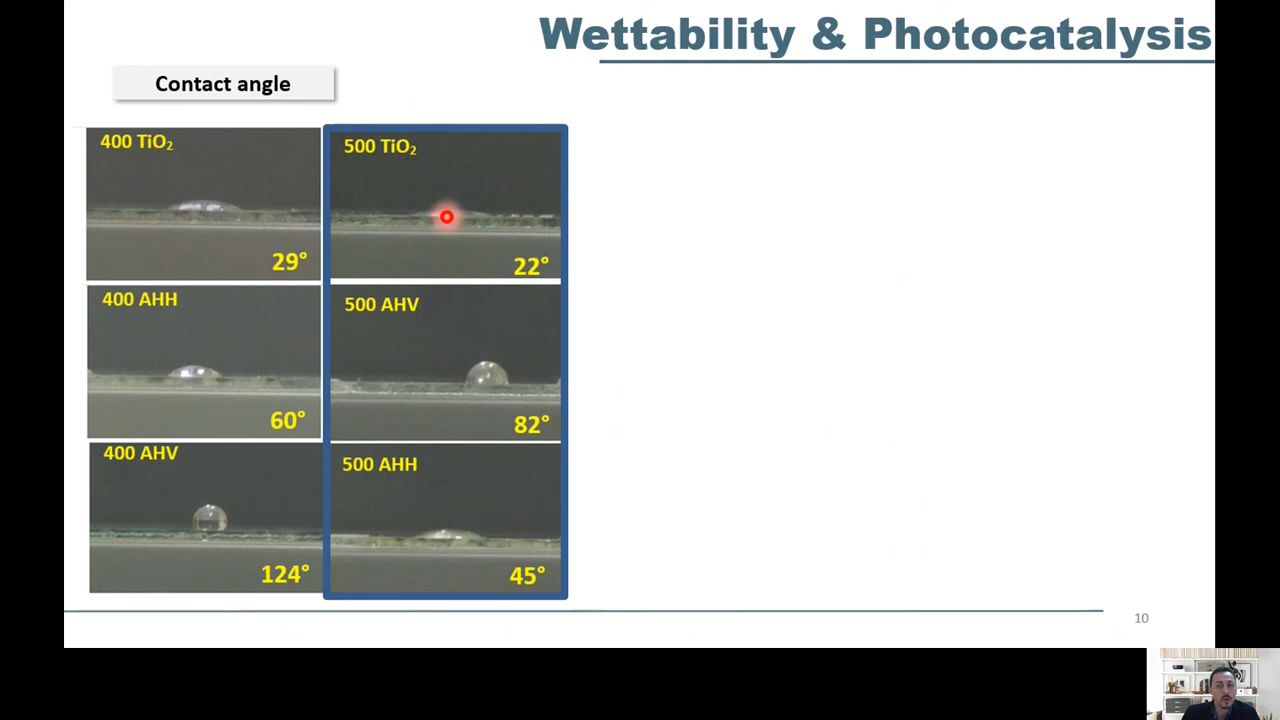 Wettability & Photocatalysis
Contact angle
400 TiO₂
29°
500 TiO₂
22°
400 AHH
60°
500 AHV
82°
400 AHV
124°
500 AHH
45°
10